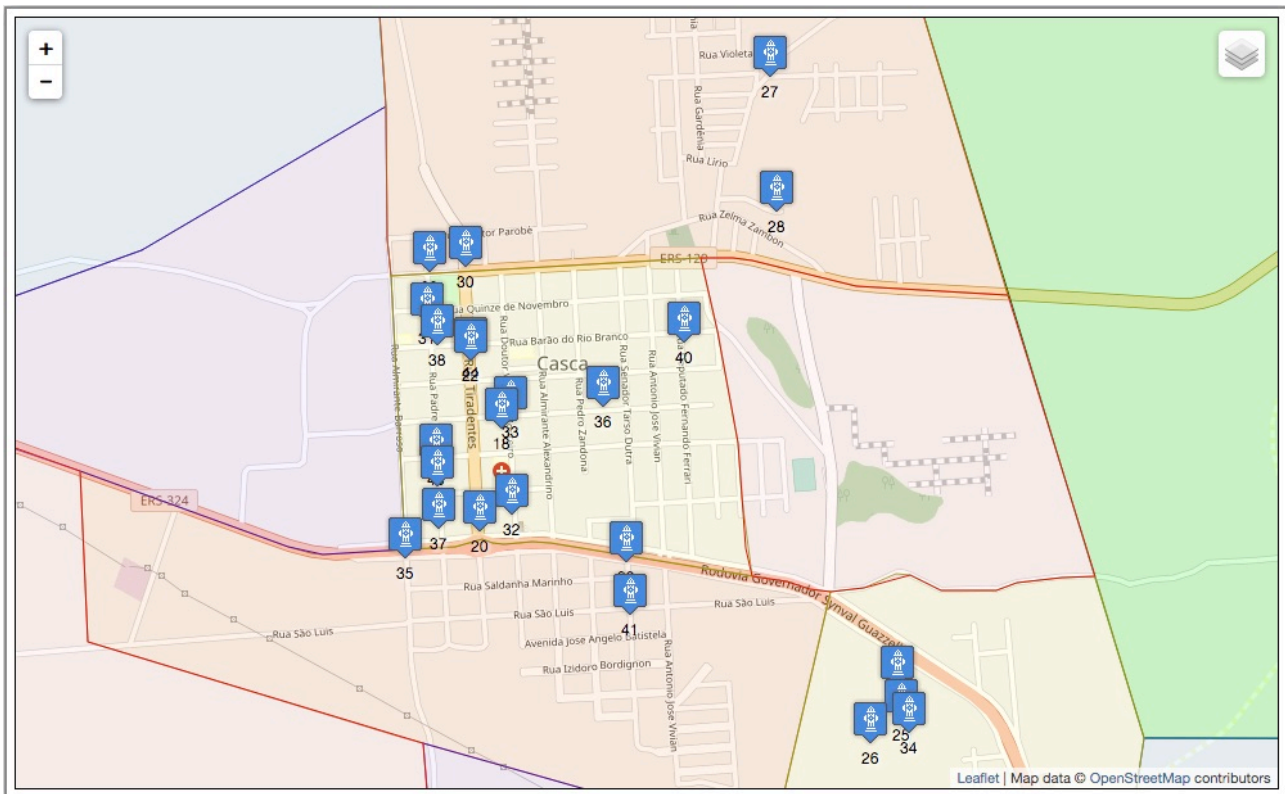 +
−
Rua Violeta
27
Rua Gardênia
Rua Lírio
28
Rua Zelma Zambon
30
ERS-129
Rua Quinze de Novembro
38
Rua Barão do Rio Branco
40
22
Casca
36
33
18
Rua Almirante Barroso
Rua Padre
Tiradentes
Rua Almirante Alexandrino
Rua Pedro Zandona
Rua Senador Tarso Dutra
Rua Antonio Jose Vivian
Rua Deputado Fernando Ferrari
ERS-324
35
37
20
32
Rodovia Governador Synval Guazzelli
Rua Saldanha Marinho
Rua São Luis
Rua São Luis
Rua São Luis
41
Avenida Jose Angelo Batistela
Rua Izidoro Bordignon
Rua Antonio Jose Vivian
25
34
26
Leaflet | Map data © OpenStreetMap contributors